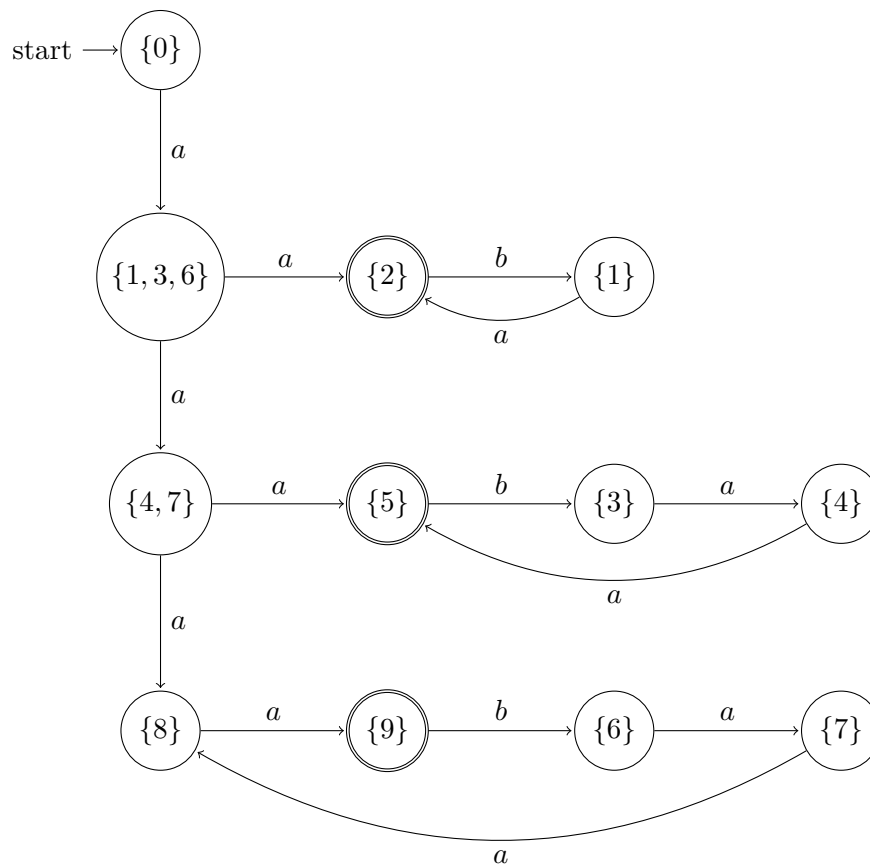 start {0}
a
{1, 3, 6} a {2} b {1}
a
a
{4, 7} a {5} b {3} a {4}
a
a
{8} a {9} b {6} a {7}
a